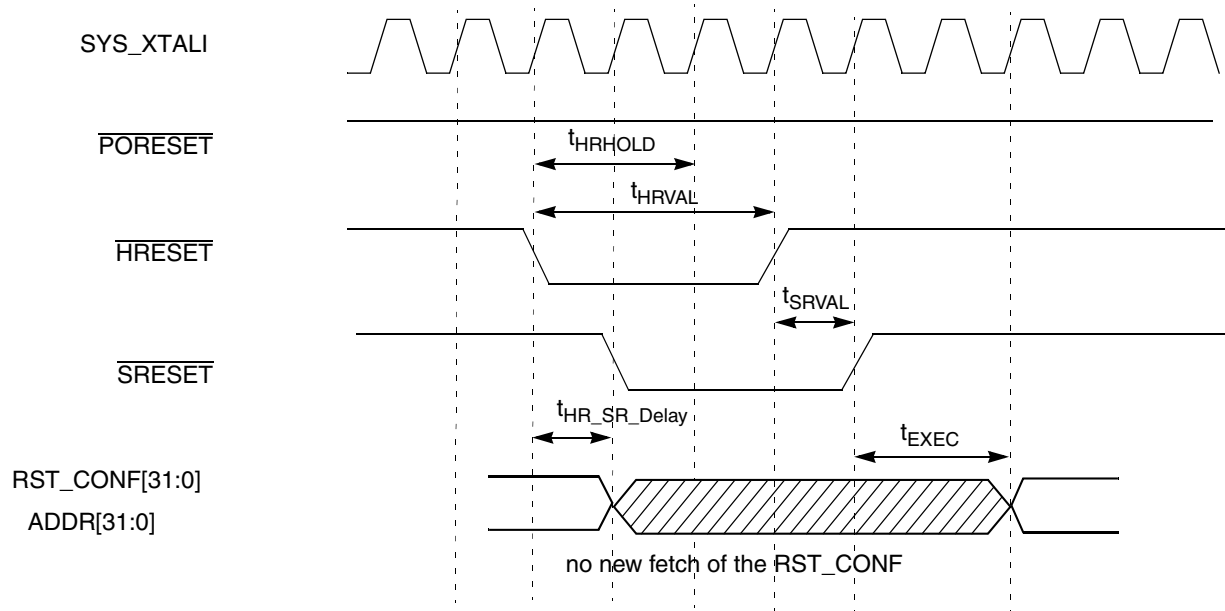 SYS_XTALI
PORESET
tHRHOLD
tHRVAL
HRESET
tSRVAL
SRESET
tHR_SR_Delay
tEXEC
RST_CONF[31:0]
ADDR[31:0]
no new fetch of the RST_CONF